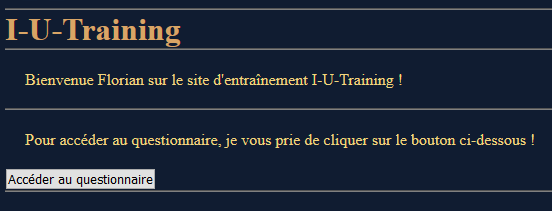 I-U-Training
Bienvenue Florian sur le site d'entraînement I-U-Training !
Pour accéder au questionnaire, je vous prie de cliquer sur le bouton ci-dessous !
Accéder au questionnaire